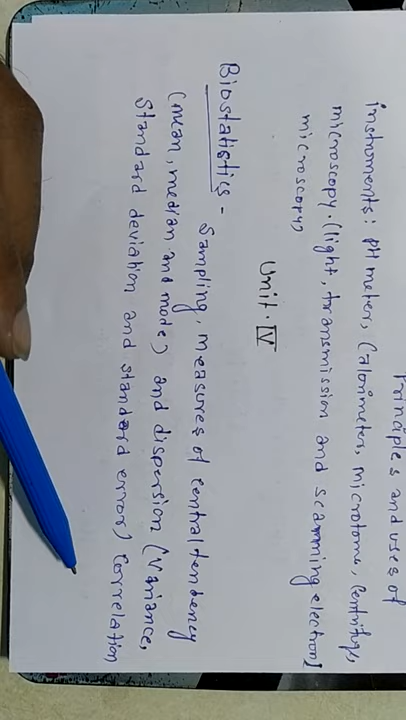 Principles and uses of
instruments: pH meter, Calorimeter, microtome, Centrifuge,
microscopy. (light, transmission and scanning electron
microscopy)
Unit. IV
Biostatistics - Sampling, measures of central tendency
(mean, median and mode) and dispersion (Variance,
Standard deviation and standard error) Correlation